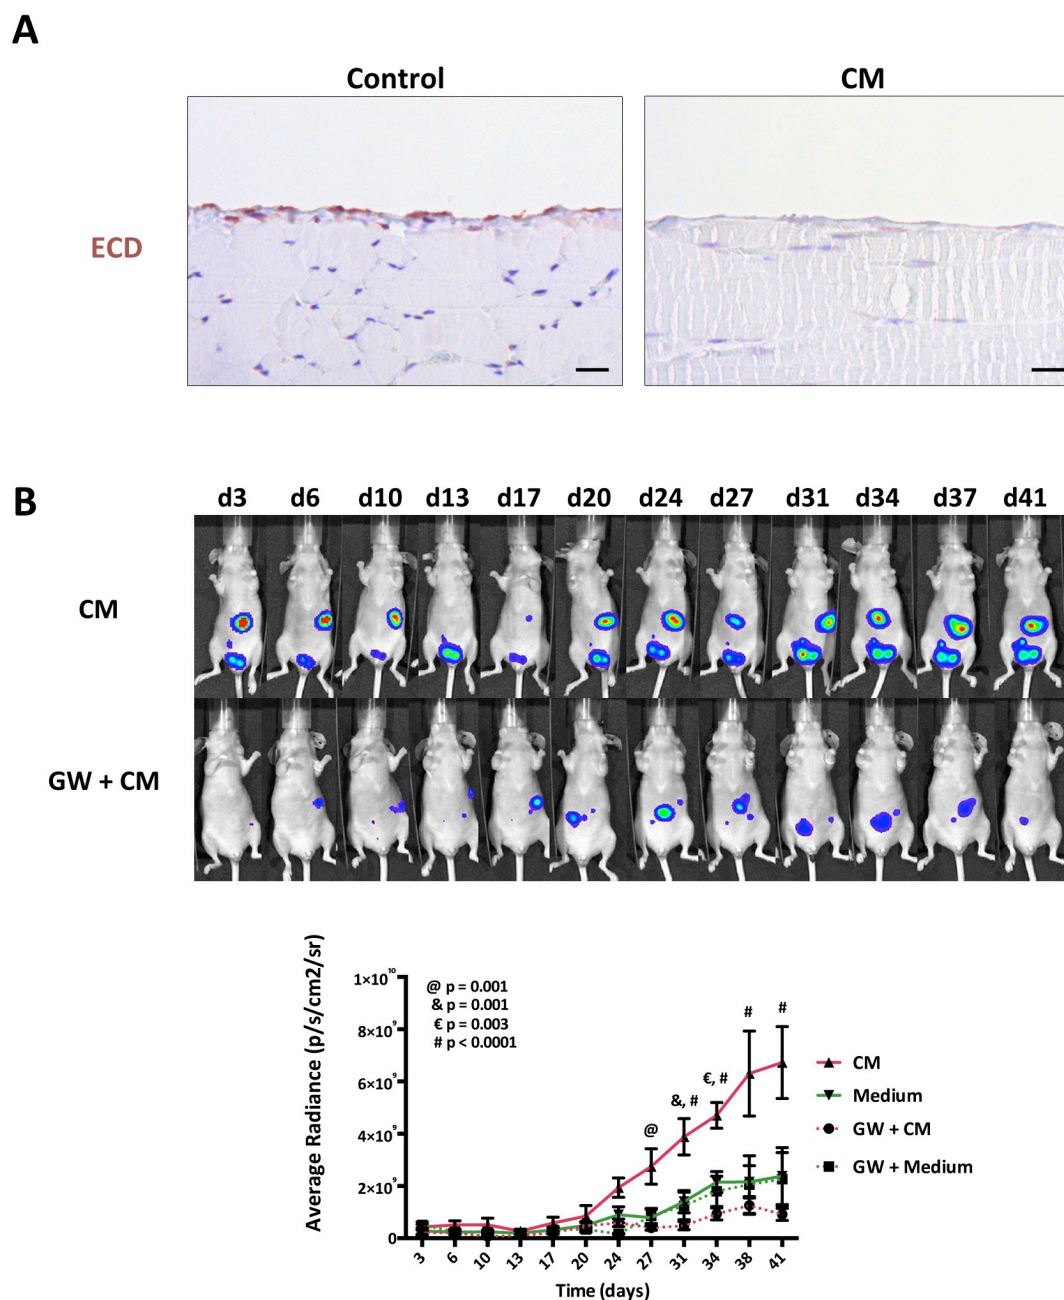 A
Control CM
ECD
B
d3 d6 d10 d13 d17 d20 d24 d27 d31 d34 d37 d41
CM
GW + CM
Average Radiance (p/s/cm2/sr)
1×10¹⁰
8×10⁹
6×10⁹
4×10⁹
2×10⁹
0
@ p = 0.001
& p = 0.001
€ p = 0.003
# p < 0.0001
@
&, #
€, #
#
#
CM
Medium
GW + CM
GW + Medium
3 6 10 13 17 20 24 27 31 34 38 41
Time (days)